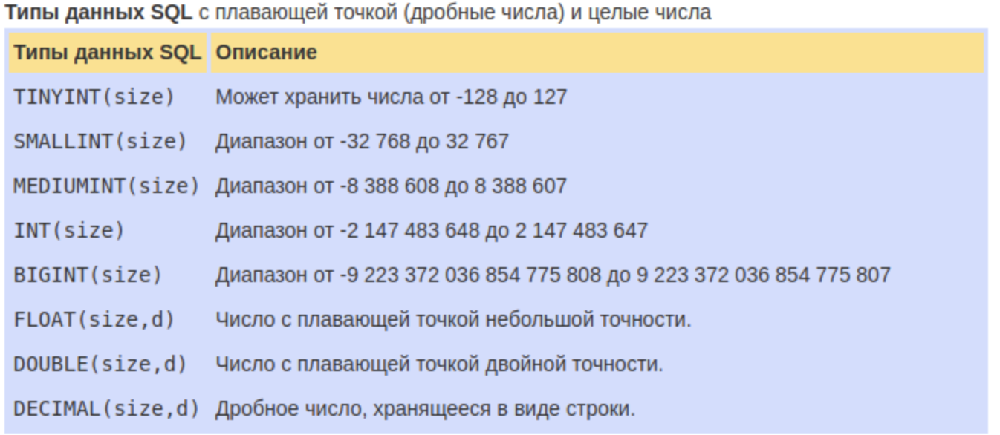 Типы данных SQL с плавающей точкой (дробные числа) и целые числа
Типы данных SQL Описание
TINYINT(size) Может хранить числа от -128 до 127
SMALLINT(size) Диапазон от -32 768 до 32 767
MEDIUMINT(size) Диапазон от -8 388 608 до 8 388 607
INT(size) Диапазон от -2 147 483 648 до 2 147 483 647
BIGINT(size) Диапазон от -9 223 372 036 854 775 808 до 9 223 372 036 854 775 807
FLOAT(size,d) Число с плавающей точкой небольшой точности.
DOUBLE(size,d) Число с плавающей точкой двойной точности.
DECIMAL(size,d) Дробное число, хранящееся в виде строки.